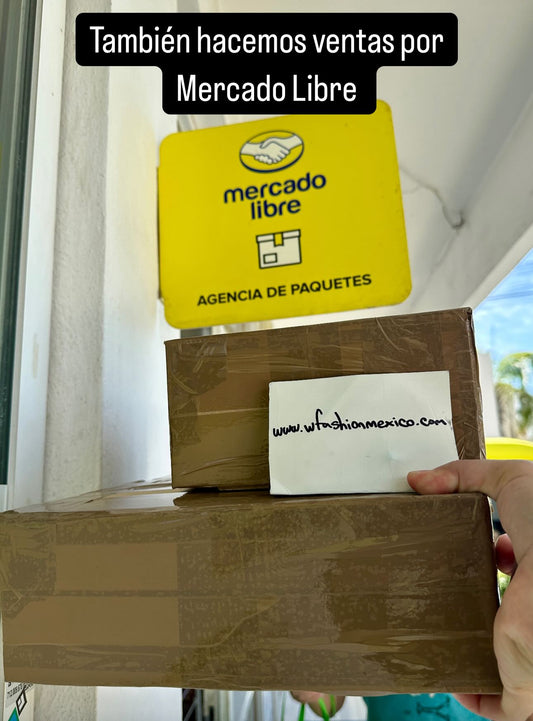 También hacemos ventas por
Mercado Libre
mercado
libre
AGENCIA DE PAQUETES
www.wfashionmexico.com